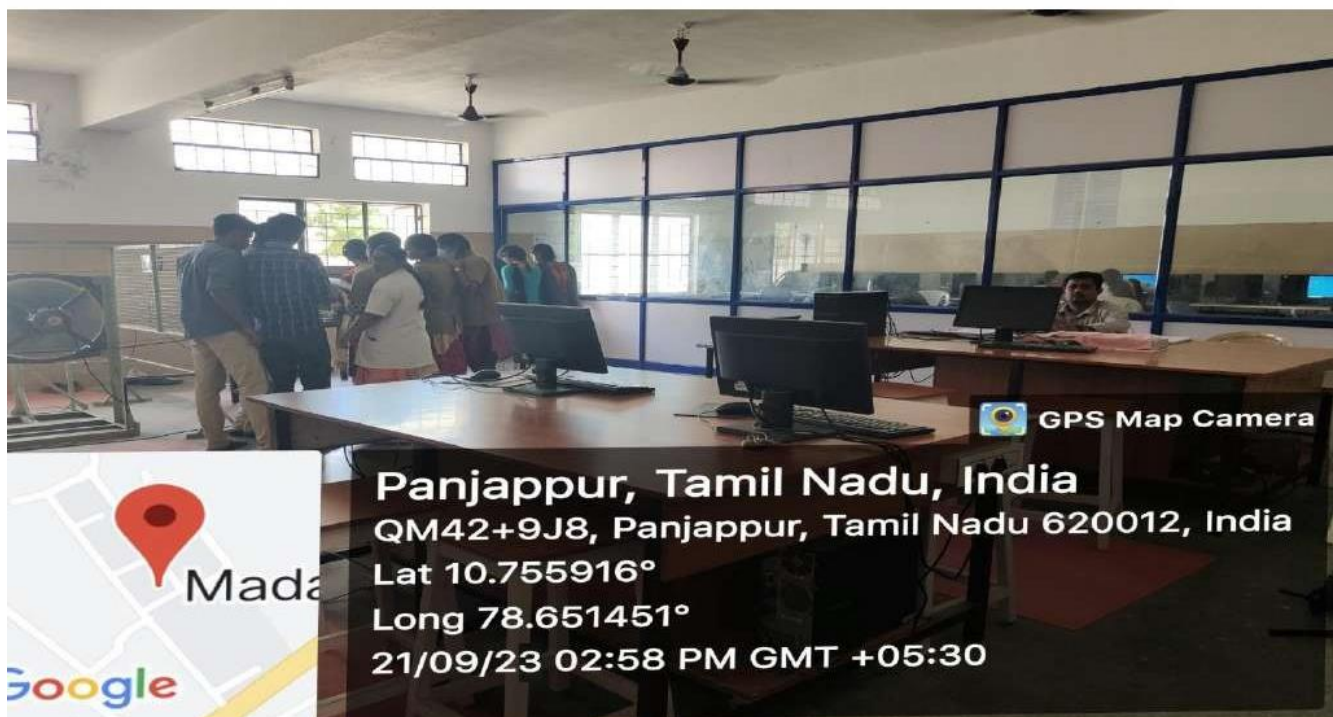 GPS Map Camera
Panjappur, Tamil Nadu, India
QM42+9J8, Panjappur, Tamil Nadu 620012, India
Lat 10.755916°
Long 78.651451°
21/09/23 02:58 PM GMT +05:30
Mada
Google